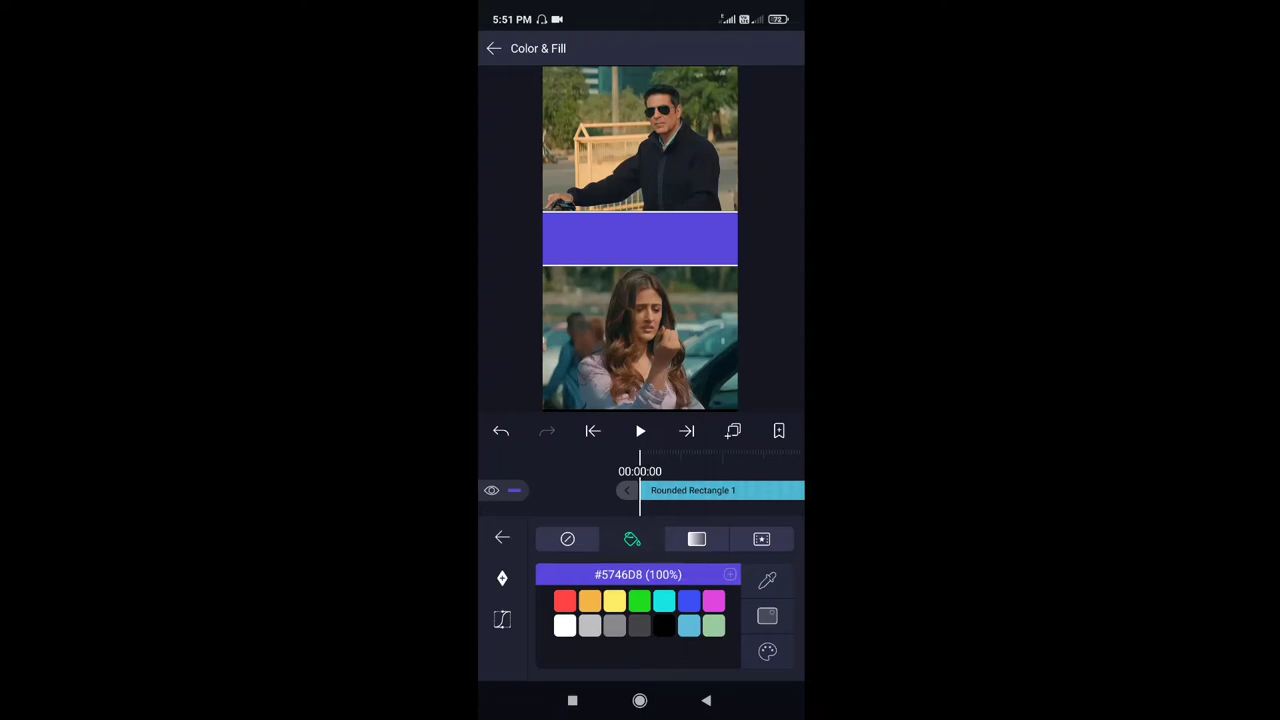 5:51 PM
72
Color & Fill
00:00:00
Rounded Rectangle 1
#5746D8 (100%)